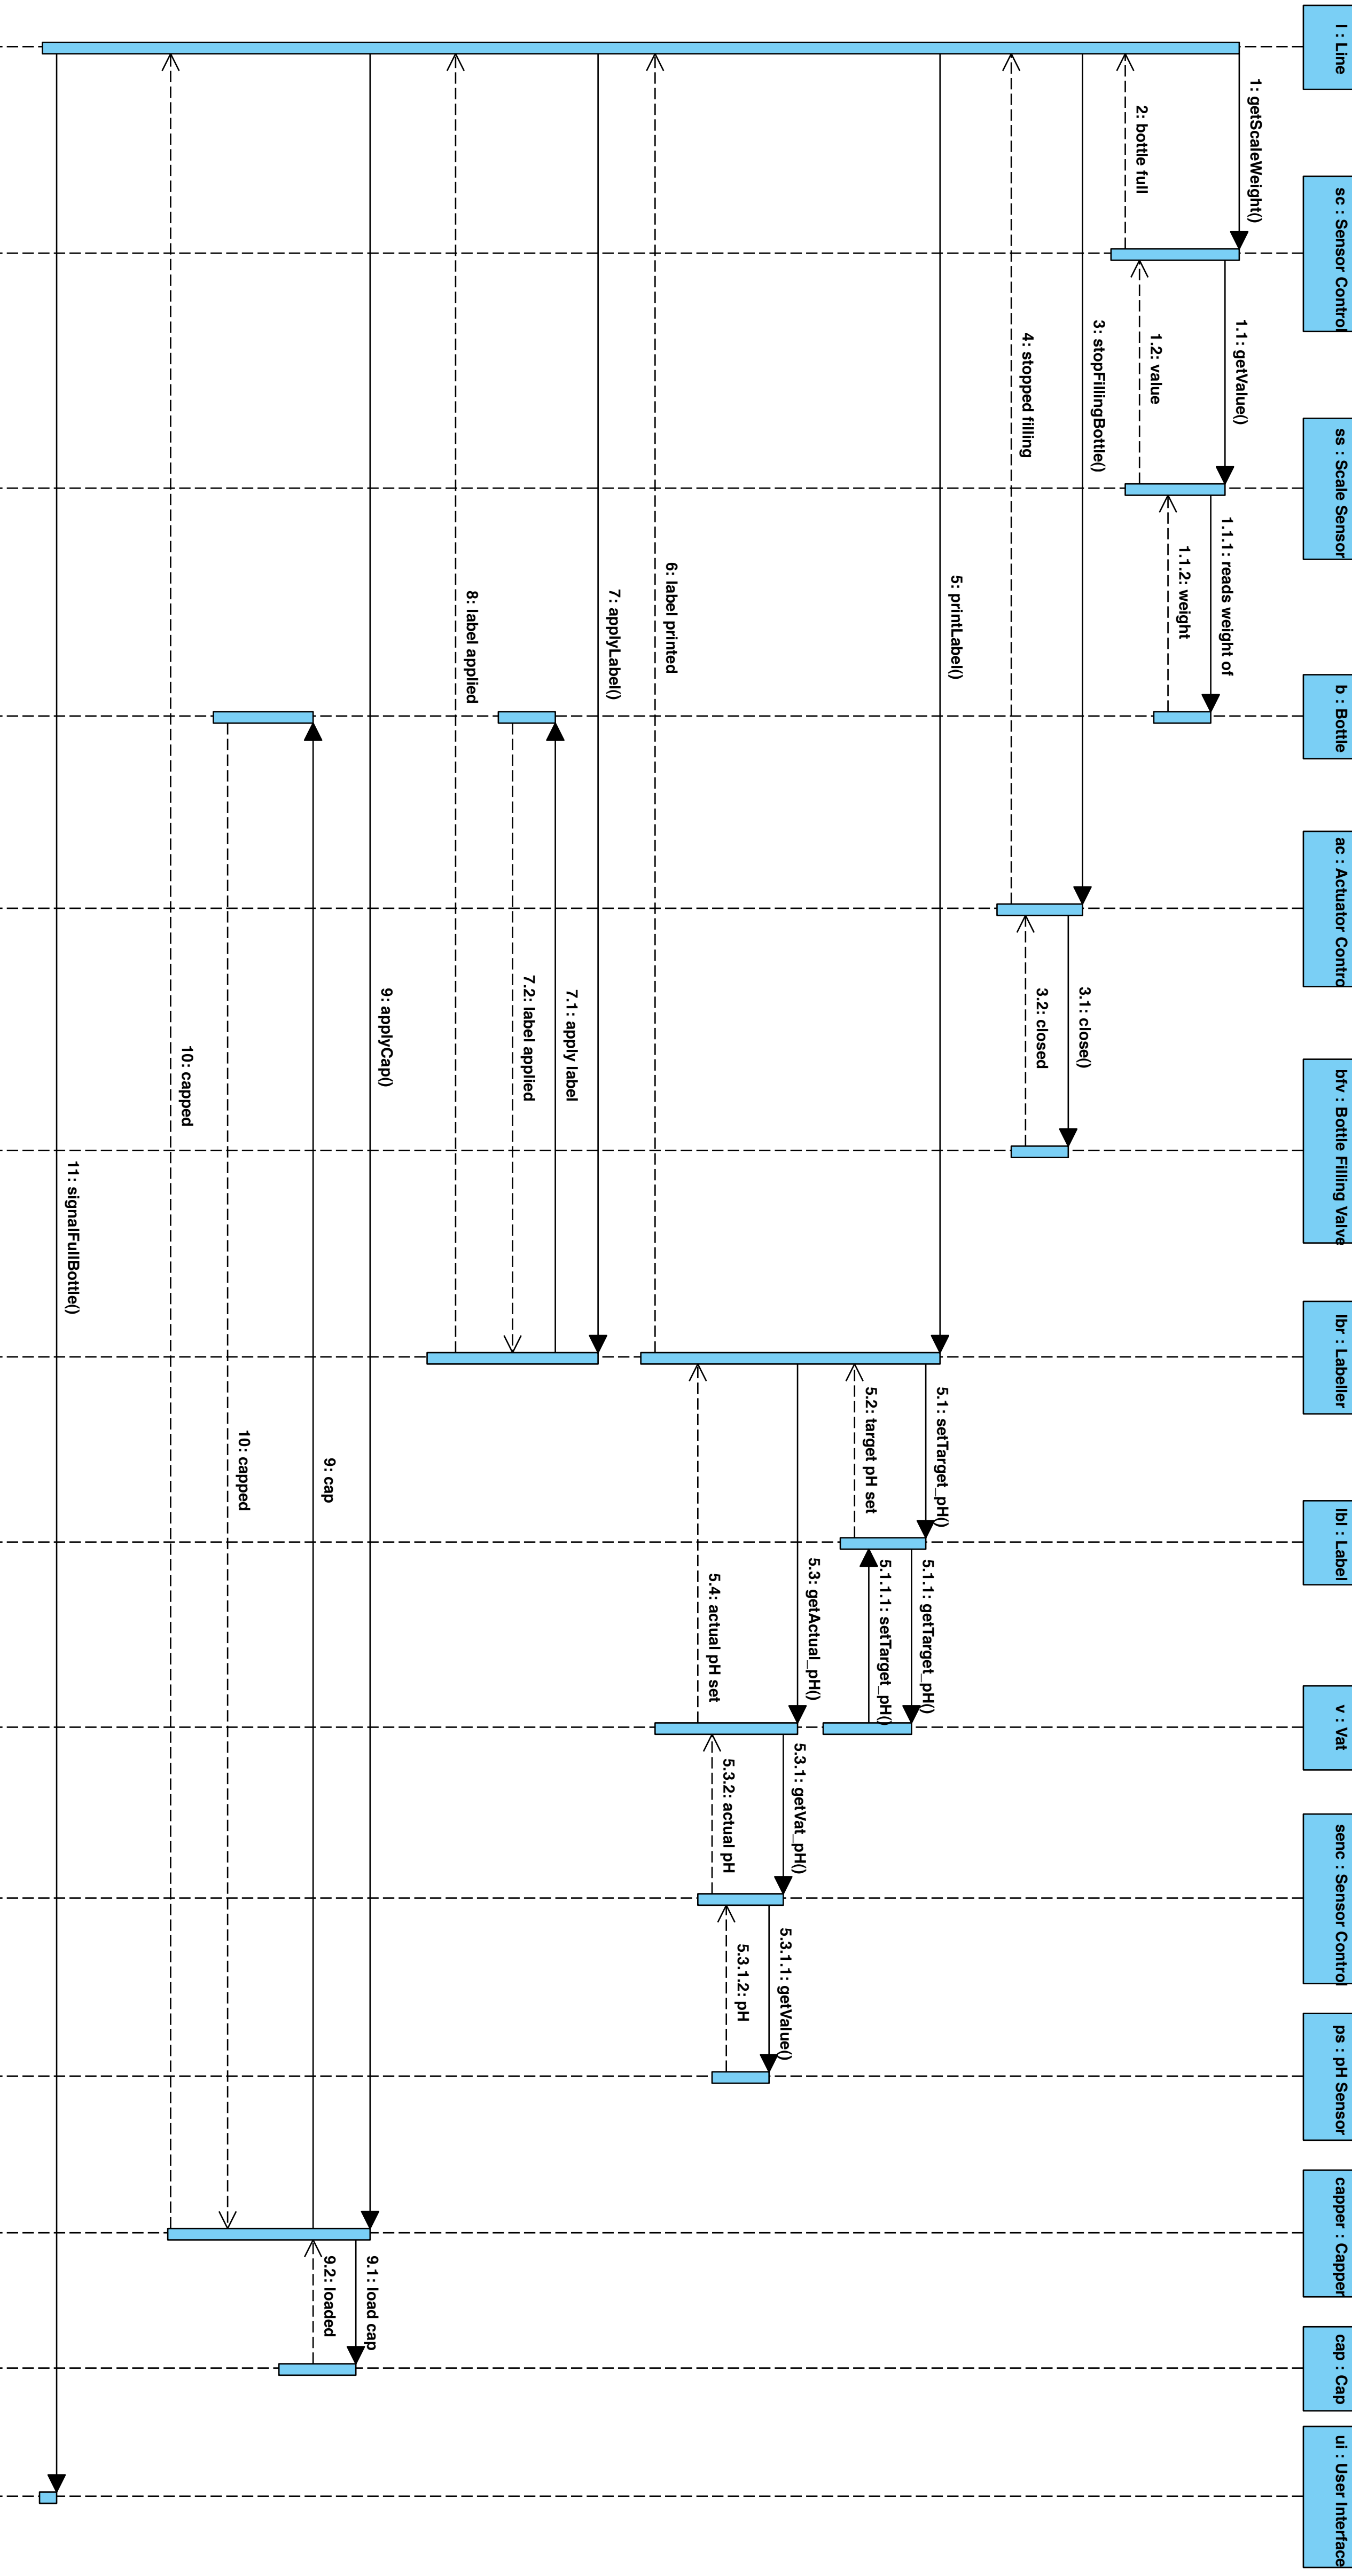 l : Line
sc : Sensor Control
ss : Scale Sensor
b : Bottle
ac : Actuator Contro
bfv : Bottle Filling Valve
lbr : Labeller
lbl : Label
v : Vat
senc : Sensor Control
ps : pH Sensor
capper : Capper
cap : Cap
ui : User Interface
1: getScaleWeight()
1.1: getValue()
1.1.1: reads weight of
1.1.2: weight
1.2: value
2: bottle full
3: stopFillingBottle()
3.1: close()
3.2: closed
4: stopped filling
5: printLabel()
5.1: setTarget_pH()
5.1.1: getTarget_pH()
5.1.1.1: setTarget_pH()
5.2: target pH set
5.3: getActual_pH()
5.3.1: getVat_pH()
5.3.1.1: getValue()
5.3.1.2: pH
5.3.2: actual pH
5.4: actual pH set
6: label printed
7: applyLabel()
7.1: apply label
7.2: label applied
8: label applied
9: applyCap()
9.1: load cap
9.2: loaded
9: cap
10: capped
10: capped
11: signalFullBottle()